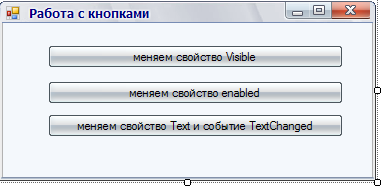 Работа с кнопками
меняем свойство Visible
меняем свойство enabled
меняем свойство Text и событие TextChanged